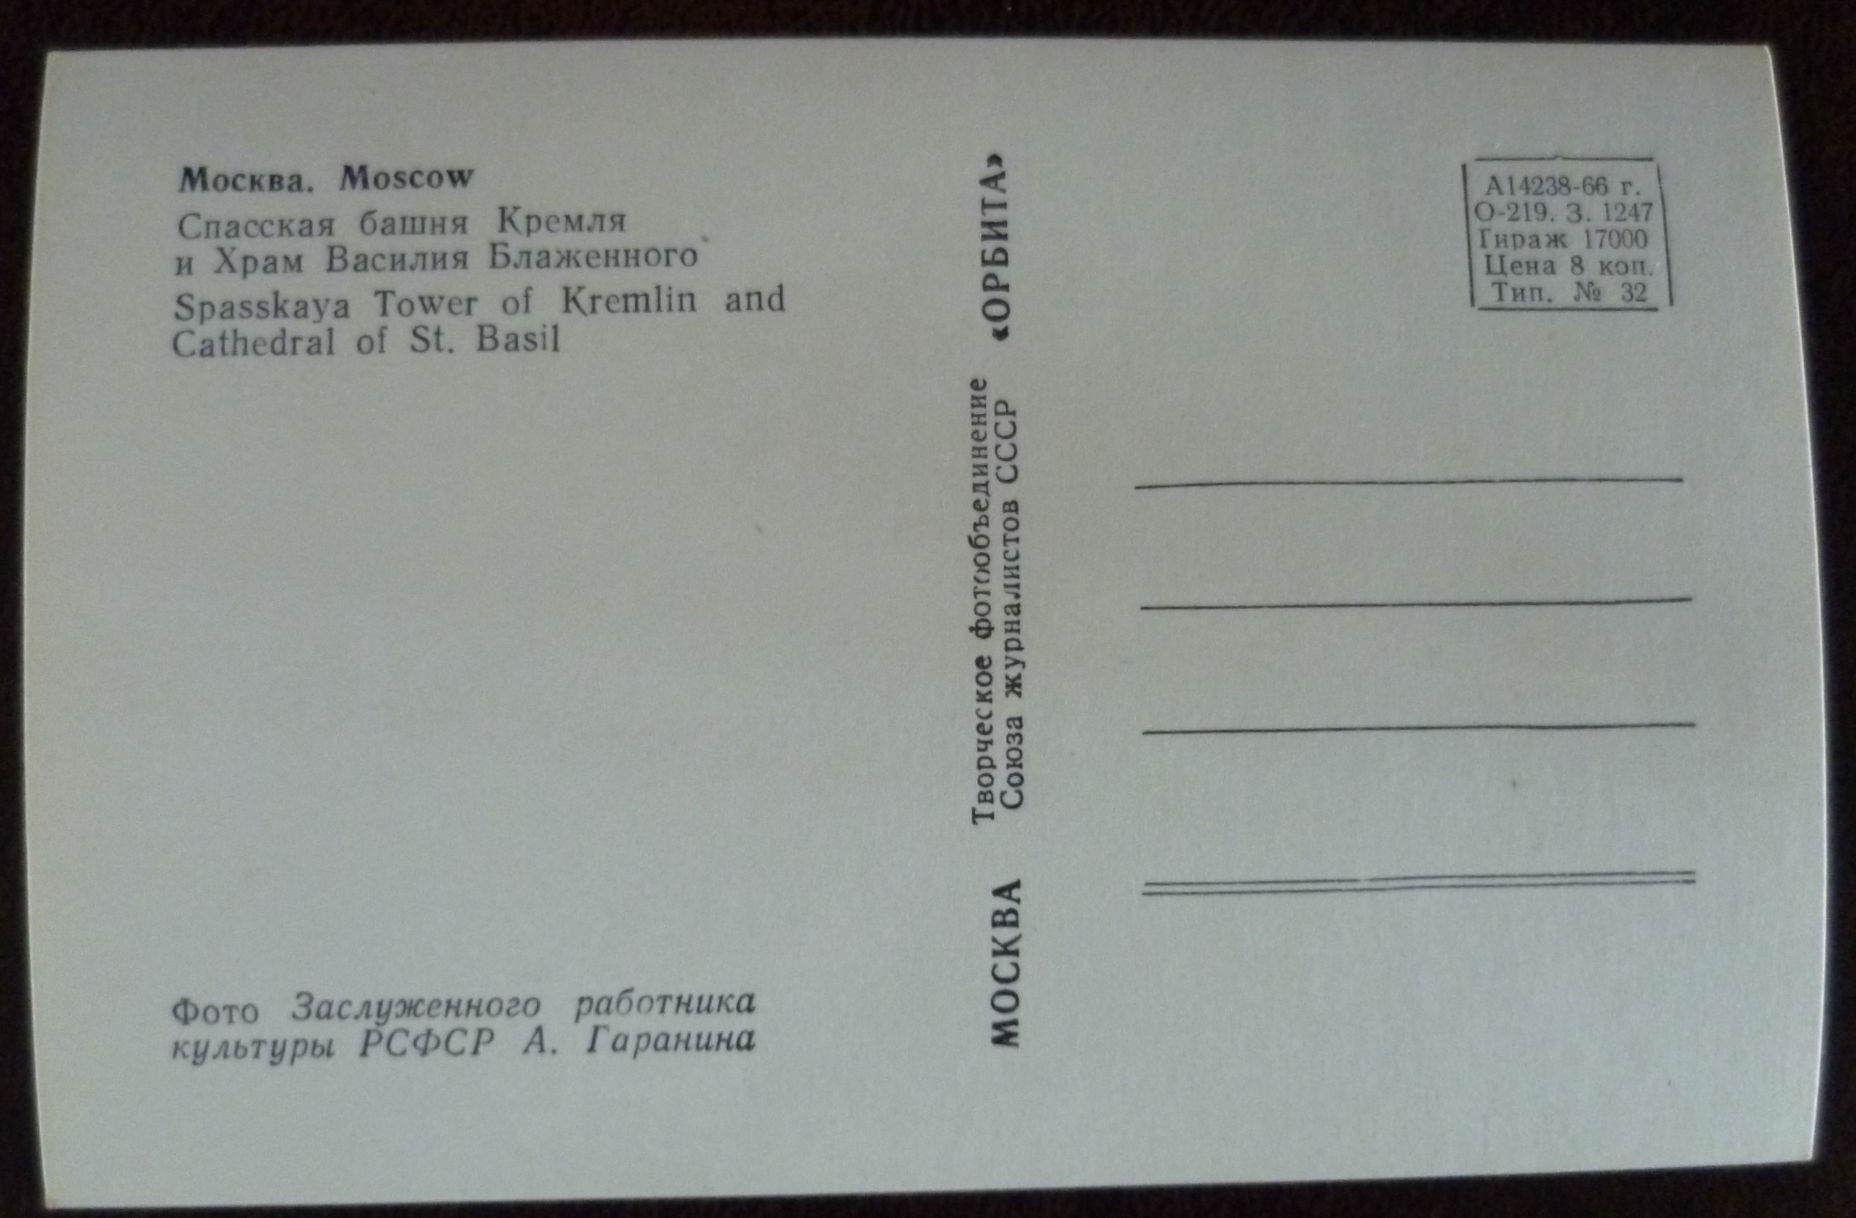 Москва. Moscow
Спасская башня Кремля
и Храм Василия Блаженного
Spasskaya Tower of Kremlin and
Cathedral of St. Basil
Фото Заслуженного работника
культуры РСФСР А. Гаранина
МОСКВА
Творческое фотообъединение
Союза журналистов СССР
«ОРБИТА»
А14238-66 г.
О-219. З. 1247
Тираж 17000
Цена 8 коп.
Тип. № 32